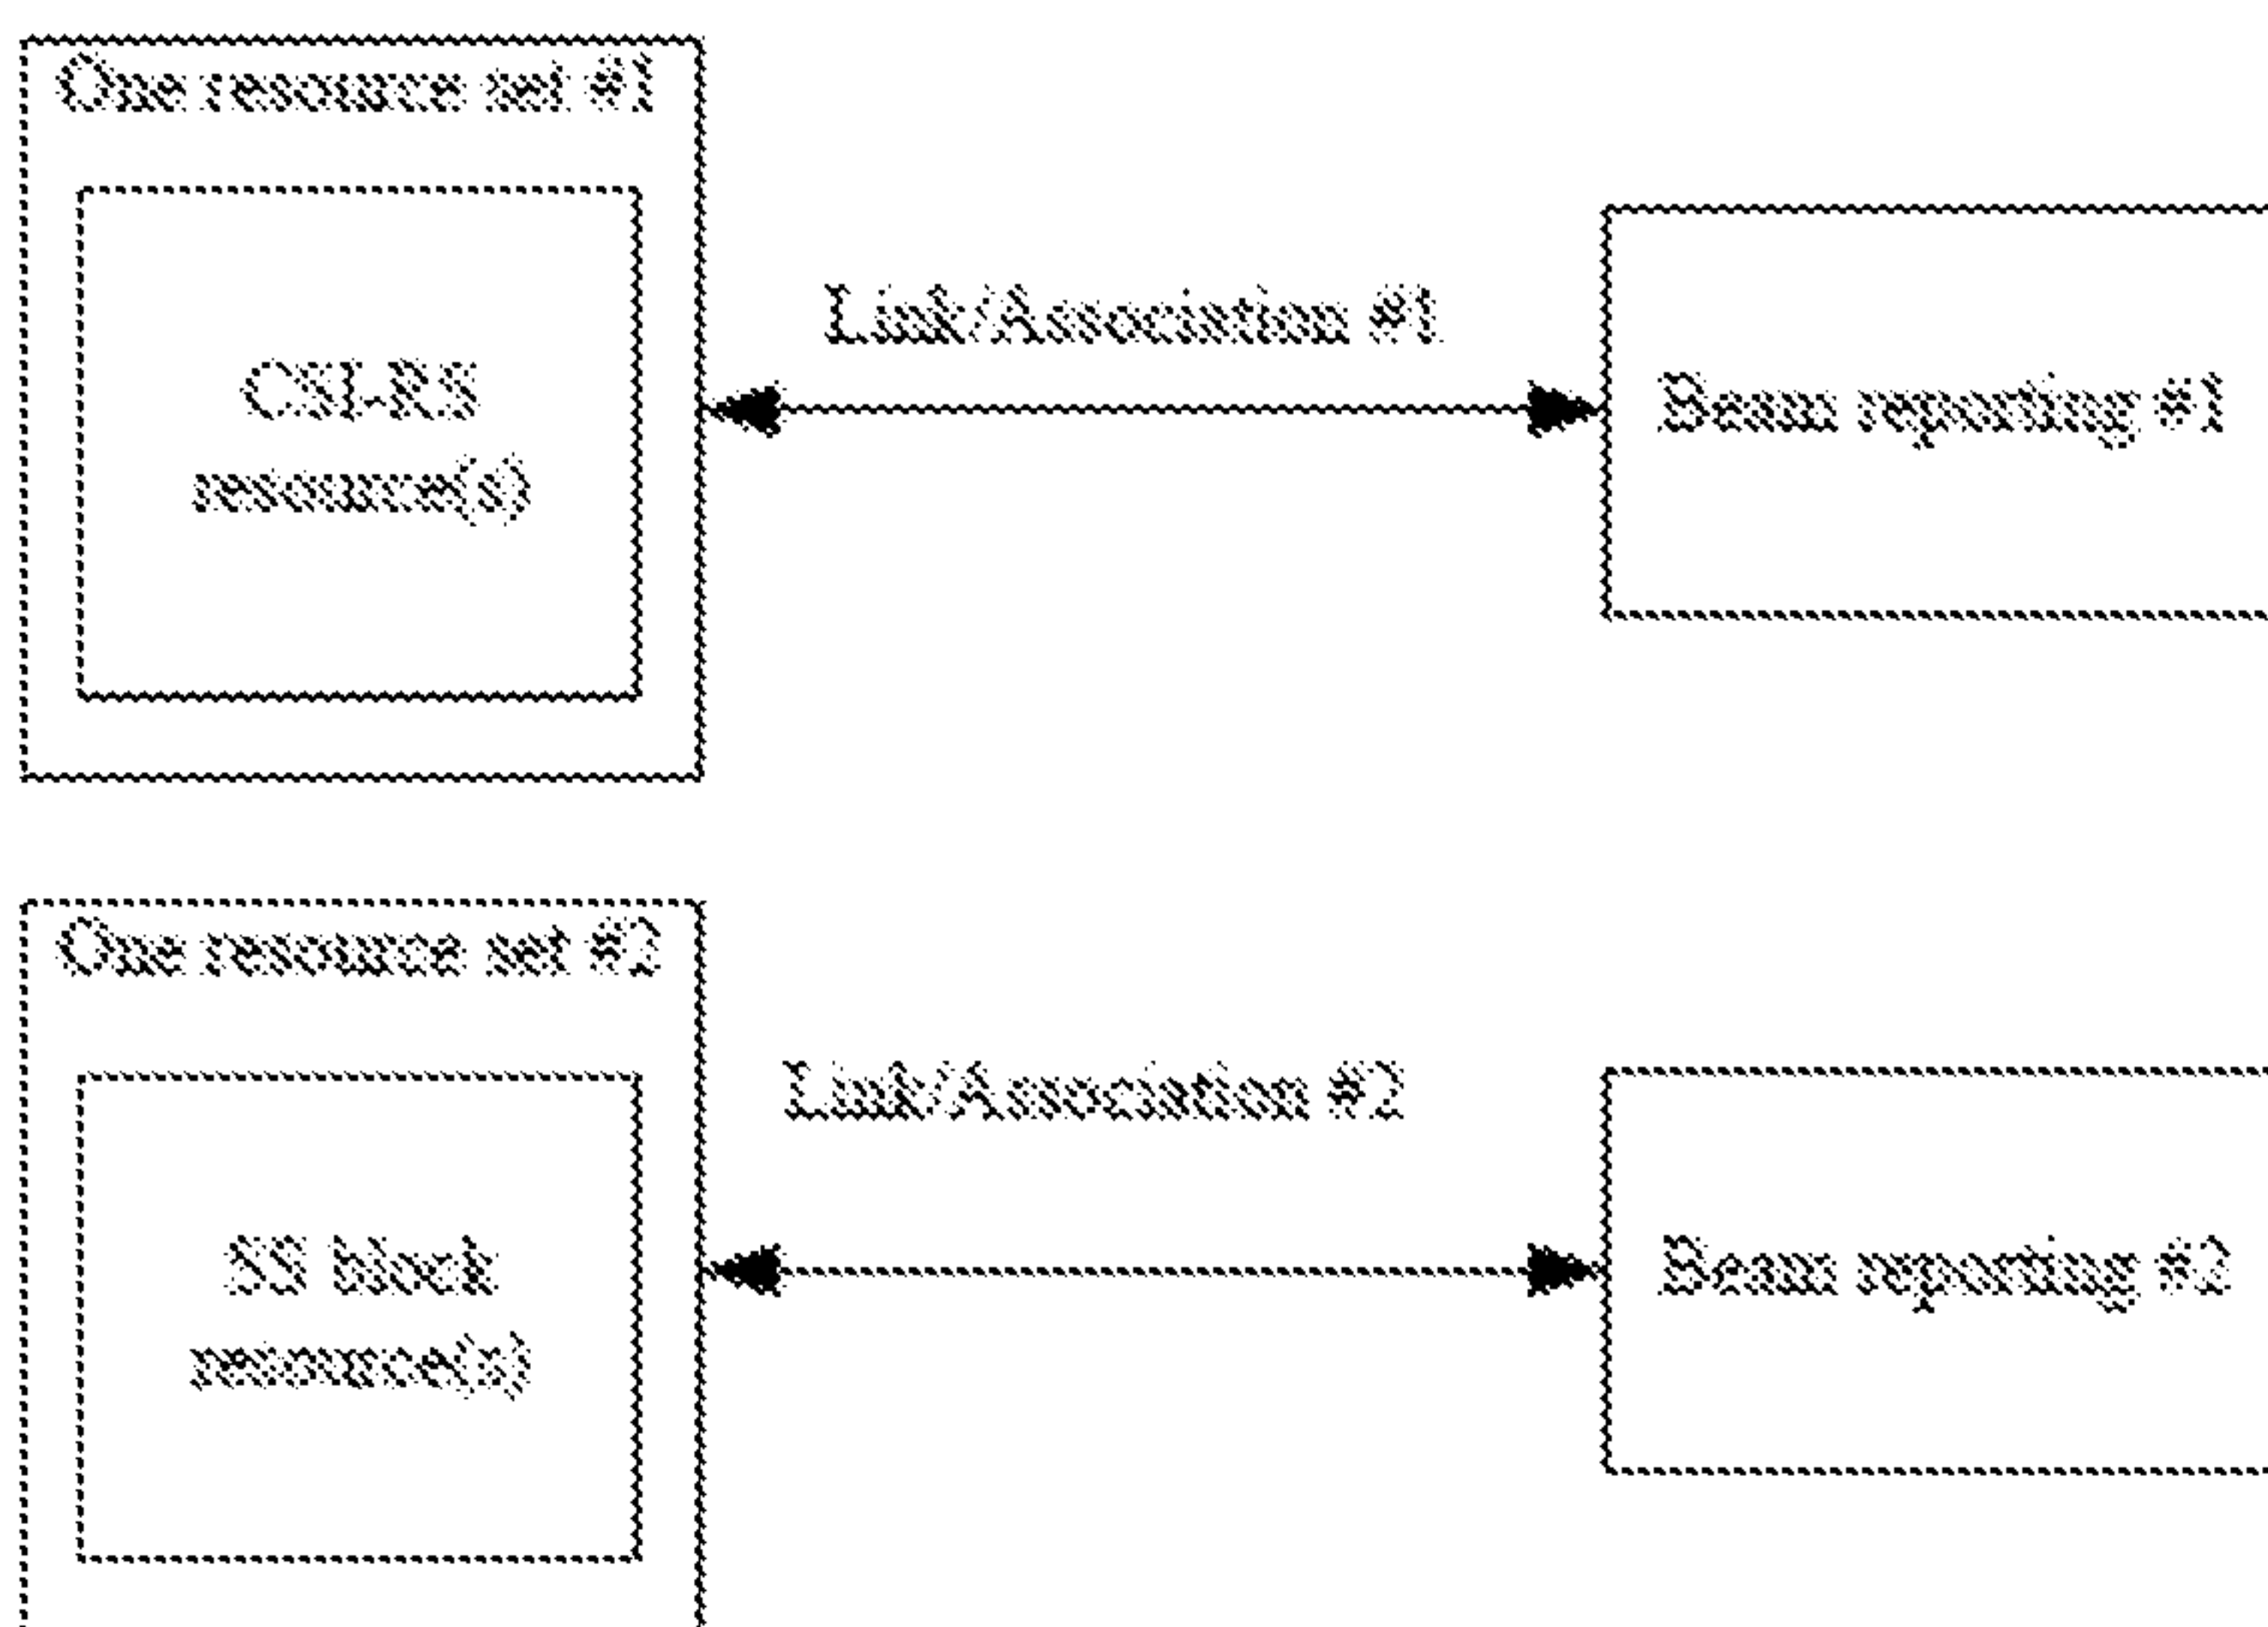 One resource set #1
Link/Association #1
CSI-RS
resource(s)
Beam reporting #1
One resource set #2
Link/Association #2
SS block
resource(s)
Beam reporting #2